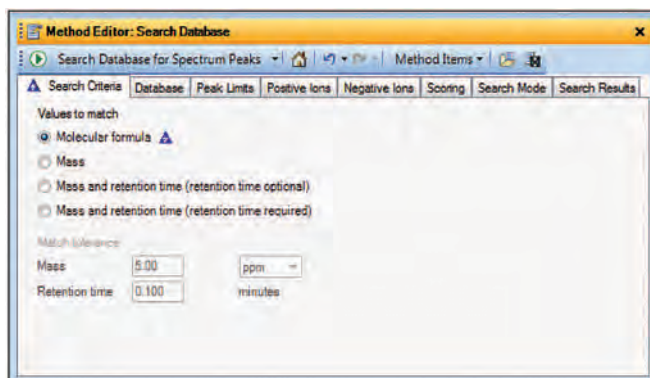 Method Editor: Search Database
Search Database for Spectrum Peaks Method Items
Search Criteria Database Peak Limits Positive Ions Negative Ions Scoring Search Mode Search Results
Values to match
Molecular formula
Mass
Mass and retention time (retention time optional)
Mass and retention time (retention time required)
Match tolerance
Mass 5.00 ppm
Retention time 0.100 minutes